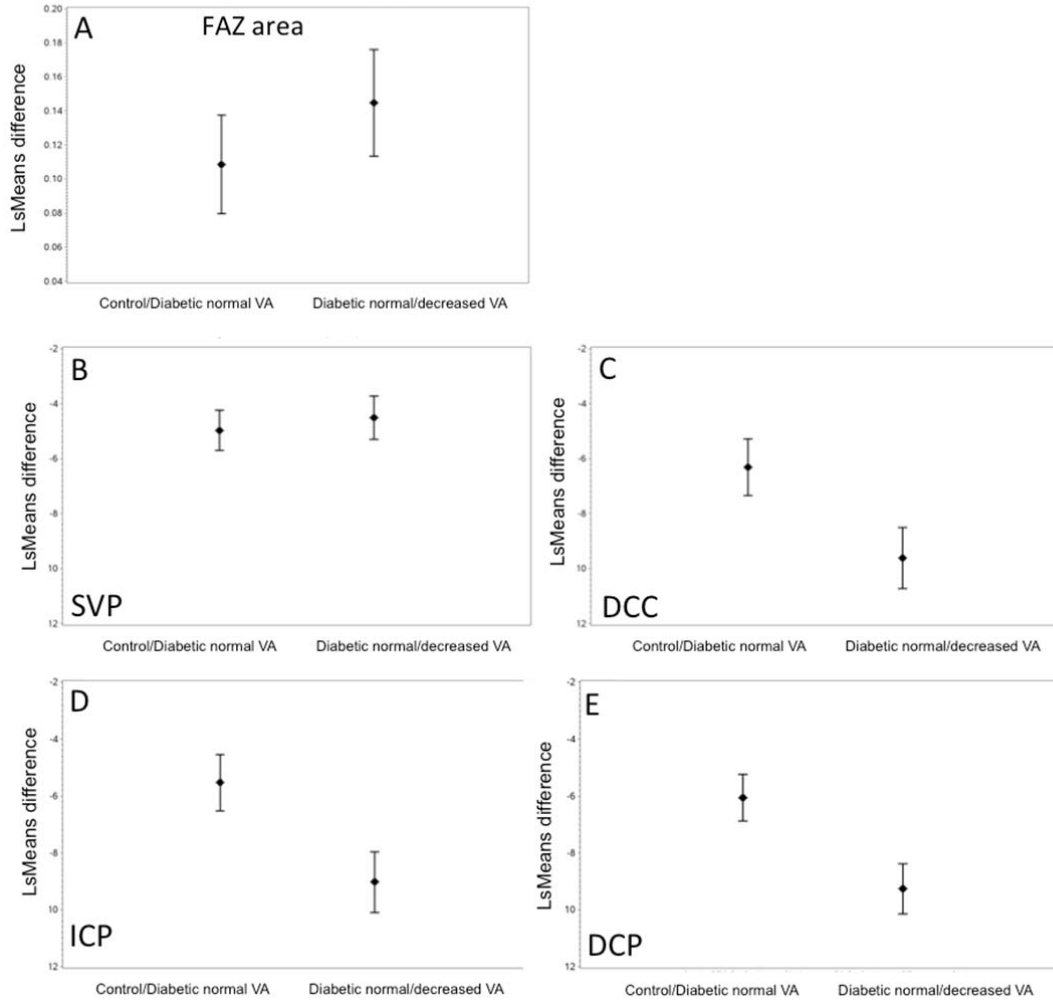 A
FAZ area
LsMeans difference
0.20
0.18
0.16
0.14
0.12
0.10
0.08
0.06
0.04
Control/Diabetic normal VA
Diabetic normal/decreased VA
B
SVP
LsMeans difference
-2
-4
-6
-8
10
12
Control/Diabetic normal VA
Diabetic normal/decreased VA
C
DCC
LsMeans difference
-2
-4
-6
-8
10
12
Control/Diabetic normal VA
Diabetic normal/decreased VA
D
ICP
LsMeans difference
-2
-4
-6
-8
10
12
Control/Diabetic normal VA
Diabetic normal/decreased VA
E
DCP
LsMeans difference
-2
-4
-6
-8
10
12
Control/Diabetic normal VA
Diabetic normal/decreased VA